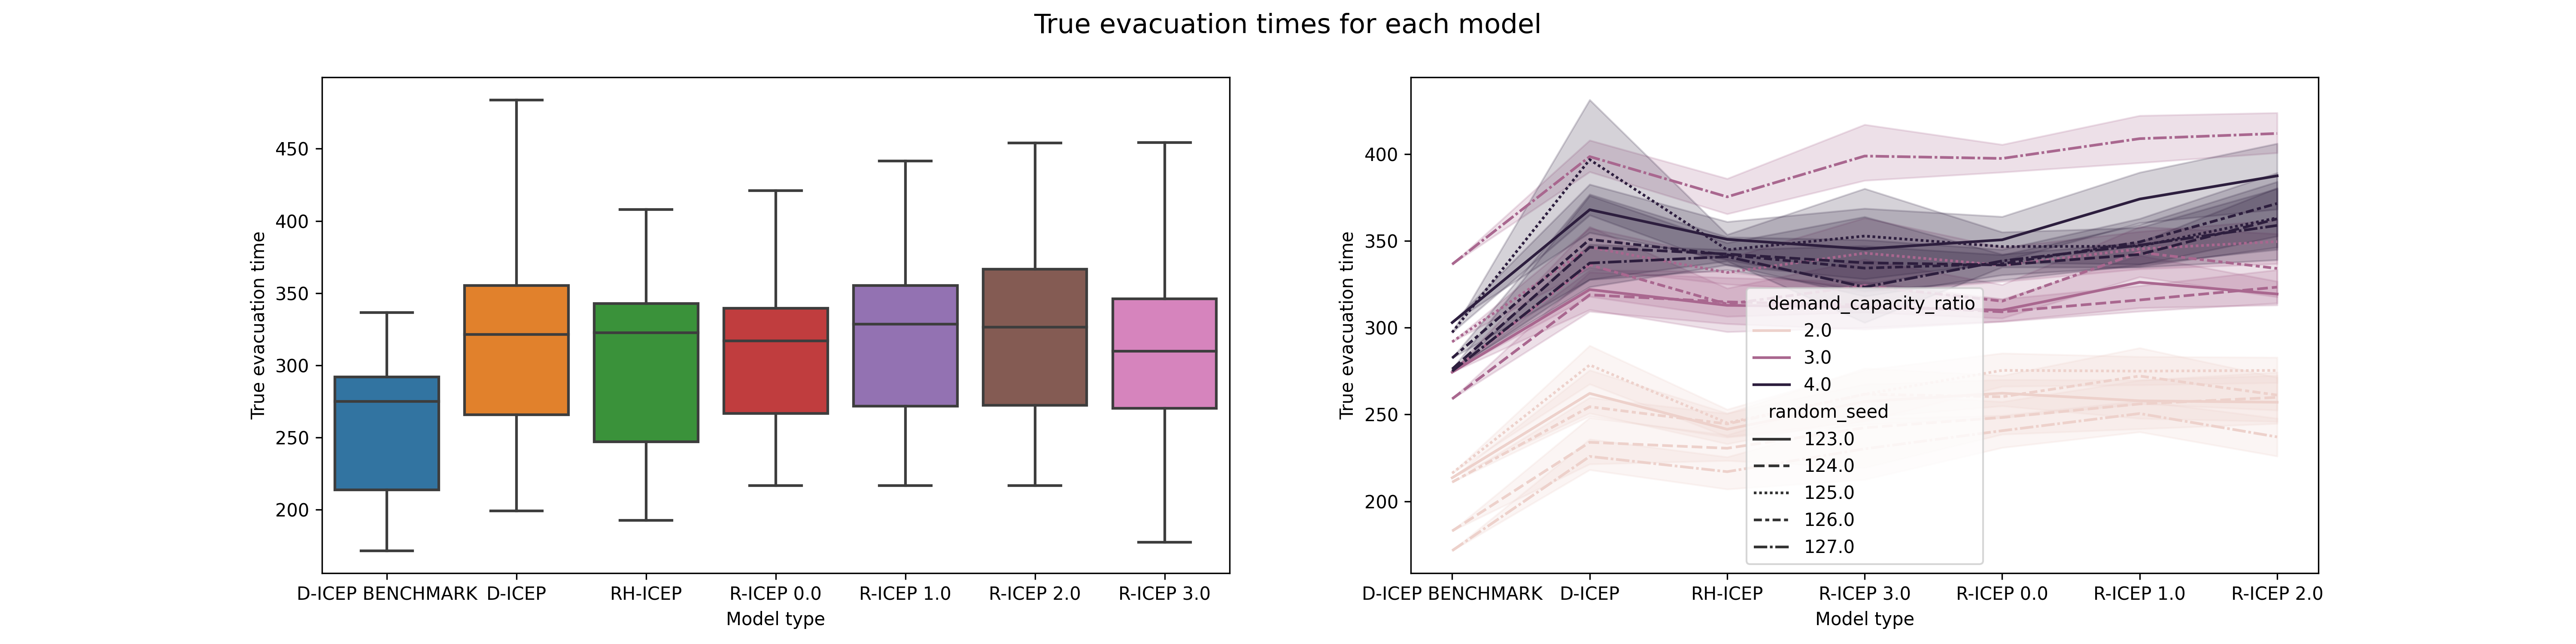 True evacuation times for each model
True evacuation time
450
400
350
300
250
200
D-ICEP BENCHMARK D-ICEP RH-ICEP R-ICEP 0.0 R-ICEP 1.0 R-ICEP 2.0 R-ICEP 3.0
Model type
True evacuation time
400
350
300
250
200
demand_capacity_ratio
2.0
3.0
4.0
random_seed
123.0
124.0
125.0
126.0
127.0
D-ICEP BENCHMARK D-ICEP RH-ICEP R-ICEP 3.0 R-ICEP 0.0 R-ICEP 1.0 R-ICEP 2.0
Model type